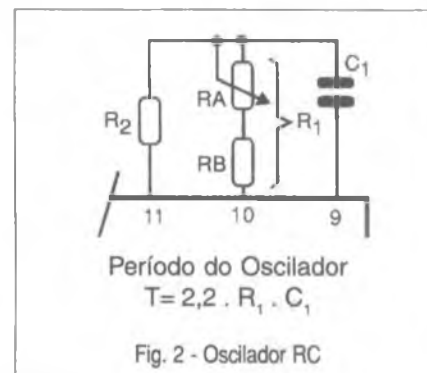 C1
RA
R2
R1
RB
11 10 9
Período do Oscilador
T= 2,2 . R1 . C1
Fig. 2 - Oscilador RC